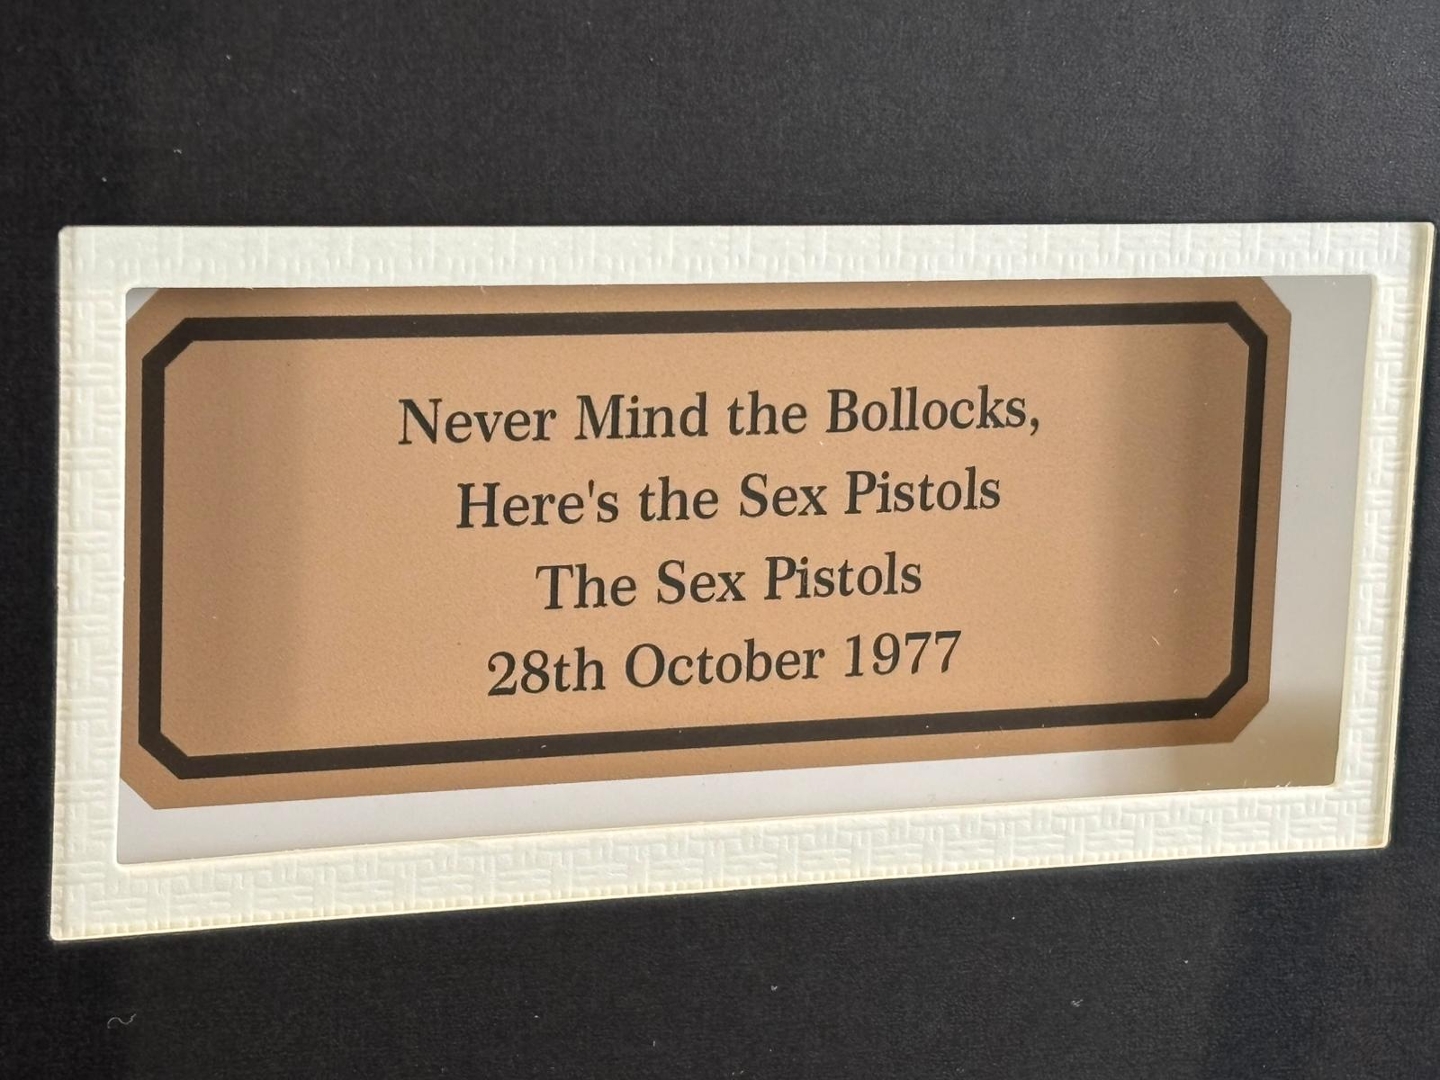 Never Mind the Bollocks,
Here's the Sex Pistols
The Sex Pistols
28th October 1977